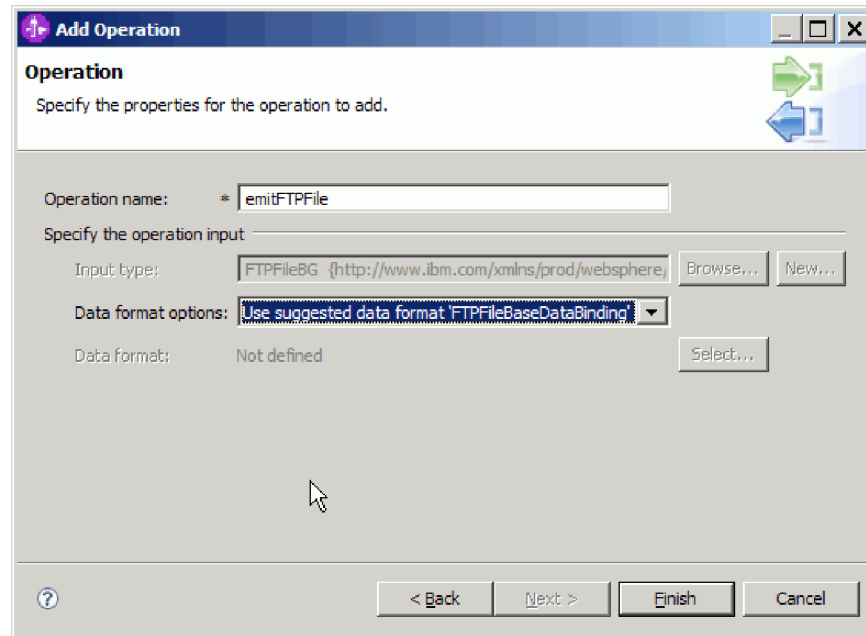 Add Operation
Operation
Specify the properties for the operation to add.
Operation name: * emitFTPFile
Specify the operation input
Input type: FTPFileBG {http://www.ibm.com/xmlns/prod/websphere/ Browse... New...
Data format options: Use suggested data format 'FTPFileBaseDataBinding'
Data format: Not defined Select...
? < Back Next > Finish Cancel